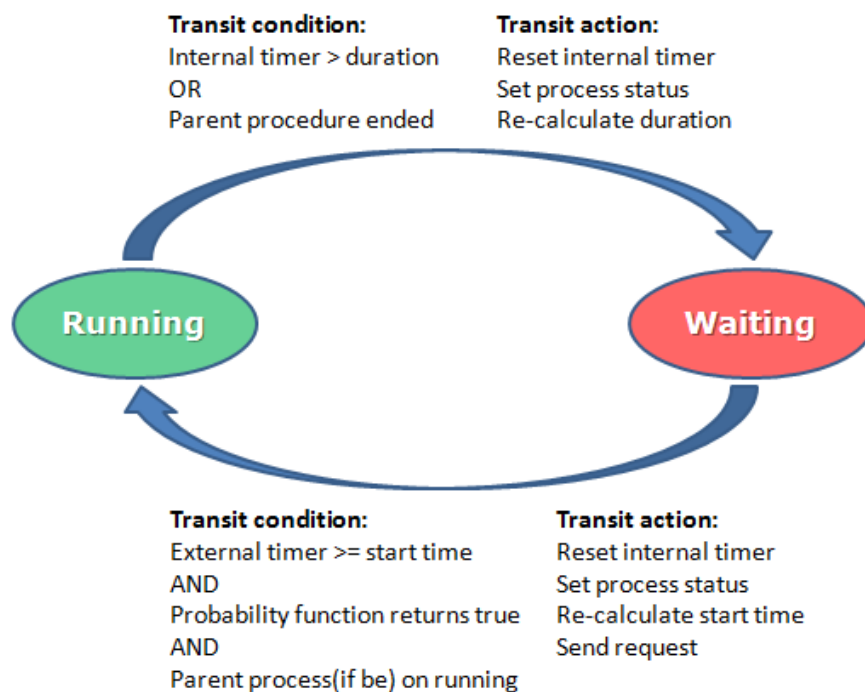 Transit condition:
Internal timer > duration
OR
Parent procedure ended
Transit action:
Reset internal timer
Set process status
Re-calculate duration
Running
Waiting
Transit condition:
External timer >= start time
AND
Probability function returns true
AND
Parent process(if be) on running
Transit action:
Reset internal timer
Set process status
Re-calculate start time
Send request